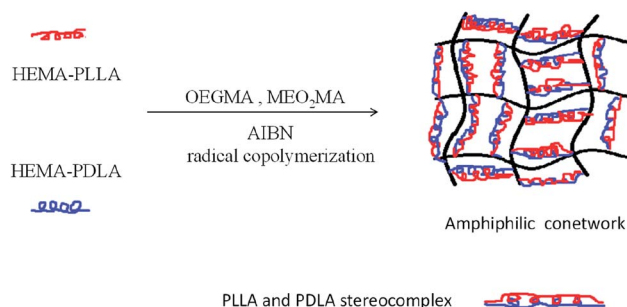 HEMA-PLLA
OEGMA , MEO₂MA
AIBN
radical copolymerization
HEMA-PDLA
Amphiphilic conetwork
PLLA and PDLA stereocomplex